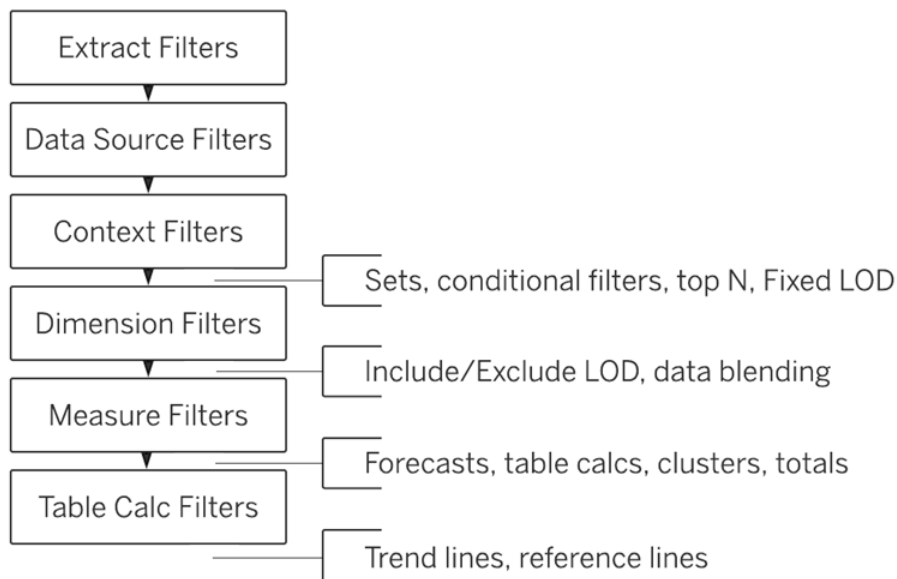 Extract Filters
Data Source Filters
Context Filters
Sets, conditional filters, top N, Fixed LOD
Dimension Filters
Include/Exclude LOD, data blending
Measure Filters
Forecasts, table calcs, clusters, totals
Table Calc Filters
Trend lines, reference lines